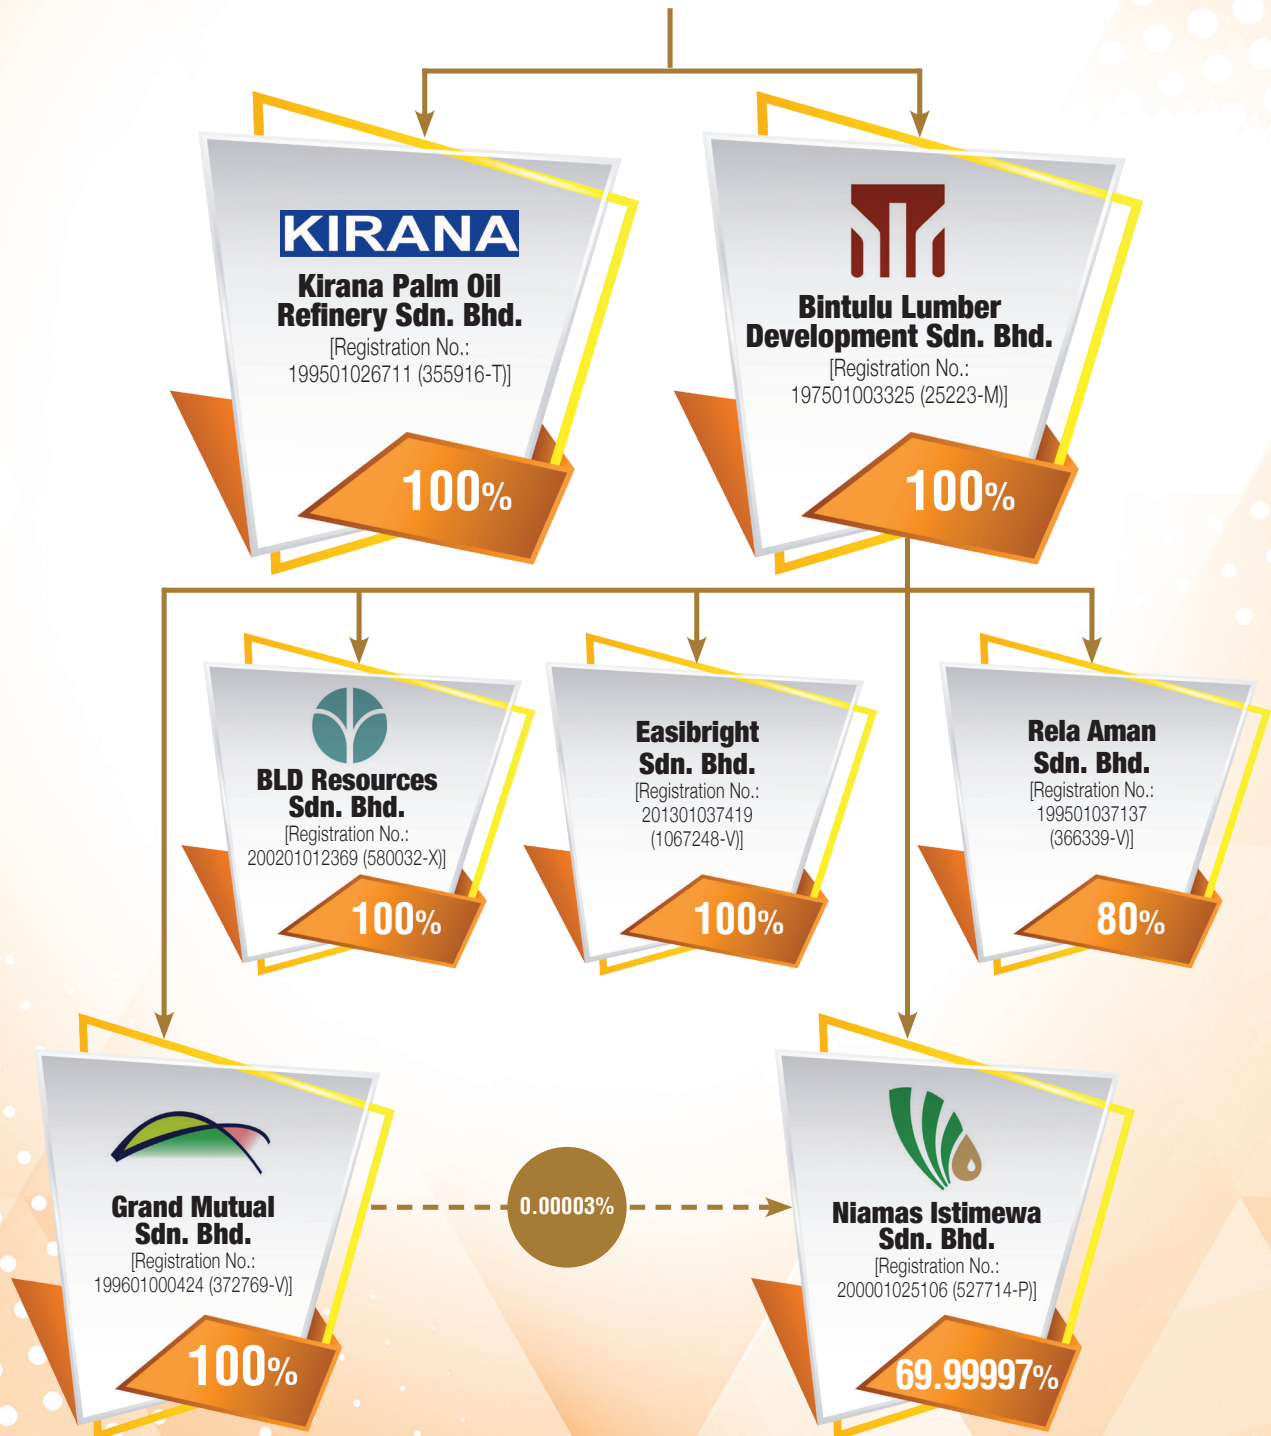 KIRANA
Kirana Palm Oil
Refinery Sdn. Bhd.
[Registration No.:
199501026711 (355916-T)]
100%
Bintulu Lumber
Development Sdn. Bhd.
[Registration No.:
197501003325 (25223-M)]
100%
BLD Resources
Sdn. Bhd.
[Registration No.:
200201012369 (580032-X)]
100%
Easibright
Sdn. Bhd.
[Registration No.:
201301037419
(1067248-V)]
100%
Rela Aman
Sdn. Bhd.
[Registration No.:
199501037137
(366339-V)]
80%
Grand Mutual
Sdn. Bhd.
[Registration No.:
199601000424 (372769-V)]
100%
0.00003%
Niamas Istimewa
Sdn. Bhd.
[Registration No.:
200001025106 (527714-P)]
69.99997%